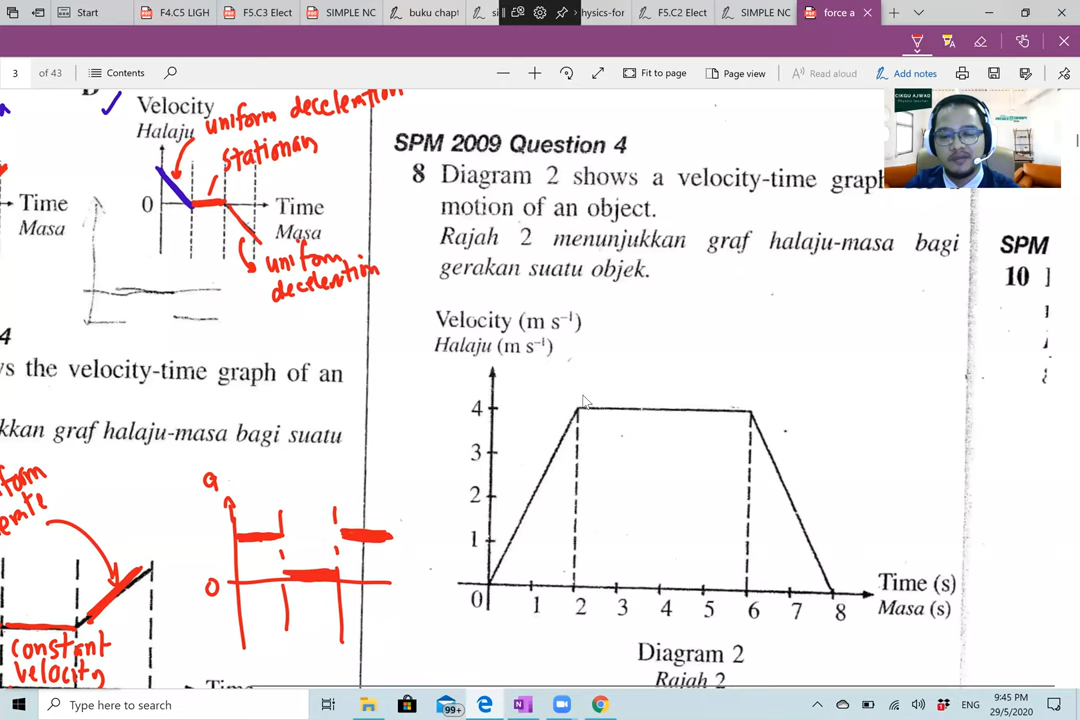 Start
F4.C5 LIGH
F5.C3 Elect
SIMPLE NC
buku chapt
si
hysics-for
F5.C2 Elect
SIMPLE NC
force a
3 of 43
Contents
Fit to page
Page view
Read aloud
Add notes
CIKGU AJWAD
Velocity
Halaju
uniform deceleration
stationary
0
Time
Masa
Time
Masa
uniform
deceleration
4
ws the velocity-time graph of an
kkan graf halaju-masa bagi suatu
a
0
constant
velocity
Time
SPM 2009 Question 4
8 Diagram 2 shows a velocity-time graph
motion of an object.
Rajah 2 menunjukkan graf halaju-masa bagi
gerakan suatu objek.
Velocity (m s⁻¹)
Halaju (m s⁻¹)
4
3
2
1
0 1 2 3 4 5 6 7 8
Time (s)
Masa (s)
Diagram 2
Rajah 2
SPM
10
Type here to search
99+
ENG
9:45 PM
29/5/2020